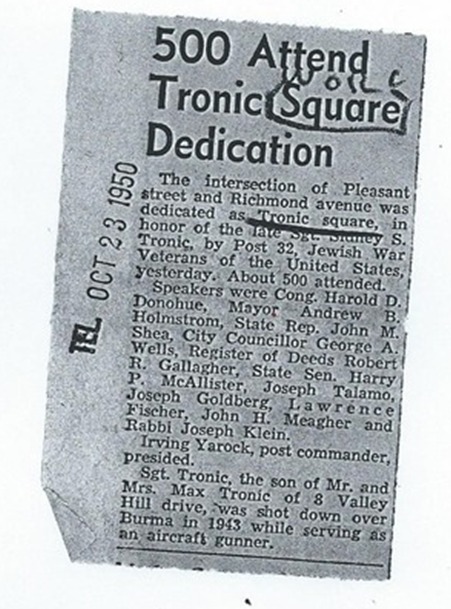 500 Attend
WORC
Tronic Square
Dedication
TEL OCT 23 1950
The intersection of Pleasant
street and Richmond avenue was
dedicated as Tronic square, in
honor of the late Sgt. Sidney S.
Tronic, by Post 32, Jewish War
Veterans of the United States,
yesterday. About 500 attended.
Speakers were Cong. Harold D.
Donohue, Mayor Andrew B.
Holmstrom, State Rep. John M.
Shea, City Councillor George A.
Wells, Register of Deeds Robert
R. Gallagher, State Sen. Harry
P. McAllister, Joseph Talamo,
Joseph Goldberg, Lawrence
Fischer, John H. Meagher and
Rabbi Joseph Klein.
Irving Yarock, post commander,
presided.
Sgt. Tronic, the son of Mr. and
Mrs. Max Tronic of 8 Valley
Hill drive, was shot down over
Burma in 1943 while serving as
an aircraft gunner.